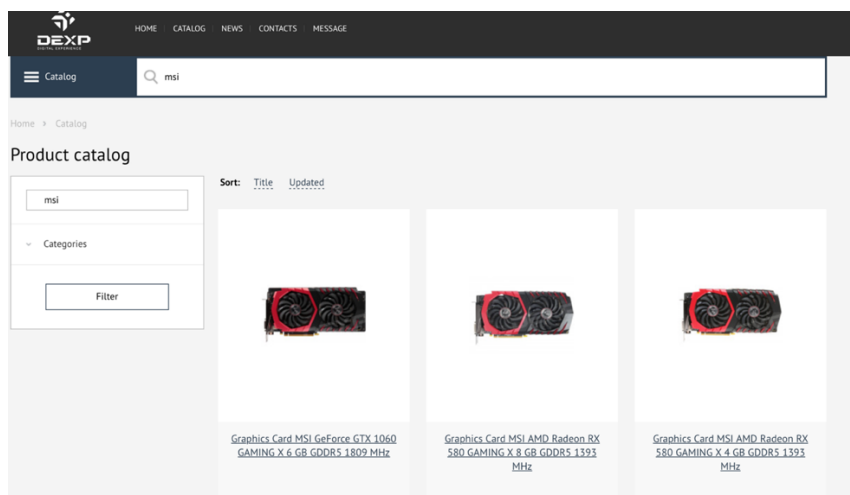 DEXP
DIGITAL EXPERIENCE
HOME
CATALOG
NEWS
CONTACTS
MESSAGE
Catalog
msi
Home › Catalog
Product catalog
msi
Categories
Filter
Sort: Title Updated
Graphics Card MSI GeForce GTX 1060
GAMING X 6 GB GDDR5 1809 MHz
Graphics Card MSI AMD Radeon RX
580 GAMING X 8 GB GDDR5 1393
MHz
Graphics Card MSI AMD Radeon RX
580 GAMING X 4 GB GDDR5 1393
MHz